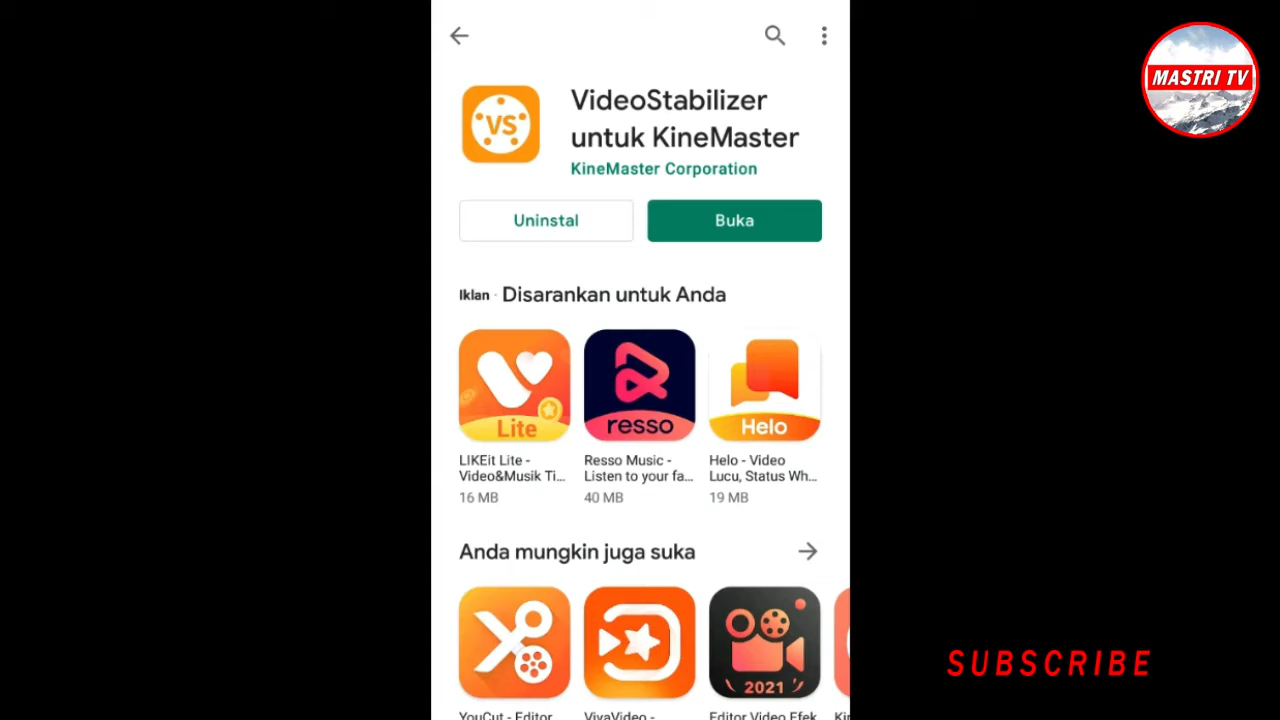 MASTRI TV
VS
VideoStabilizer
untuk KineMaster
KineMaster Corporation
Uninstal
Buka
Iklan · Disarankan untuk Anda
Lite
resso
Helo
LIKEit Lite -
Video&Musik Ti...
16 MB
Resso Music -
Listen to your fa...
40 MB
Helo - Video
Lucu, Status Wh...
19 MB
Anda mungkin juga suka
2021
YouCut - Editor
VivaVideo -
Editor Video Efek
SUBSCRIBE